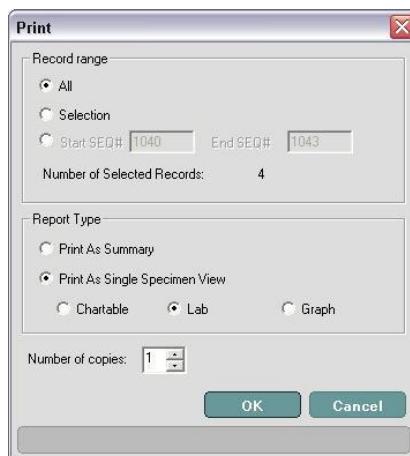 Print
Record range
All
Selection
Start SEQ# 1040 End SEQ# 1043
Number of Selected Records: 4
Report Type
Print As Summary
Print As Single Specimen View
Chartable Lab Graph
Number of copies: 1
OK Cancel